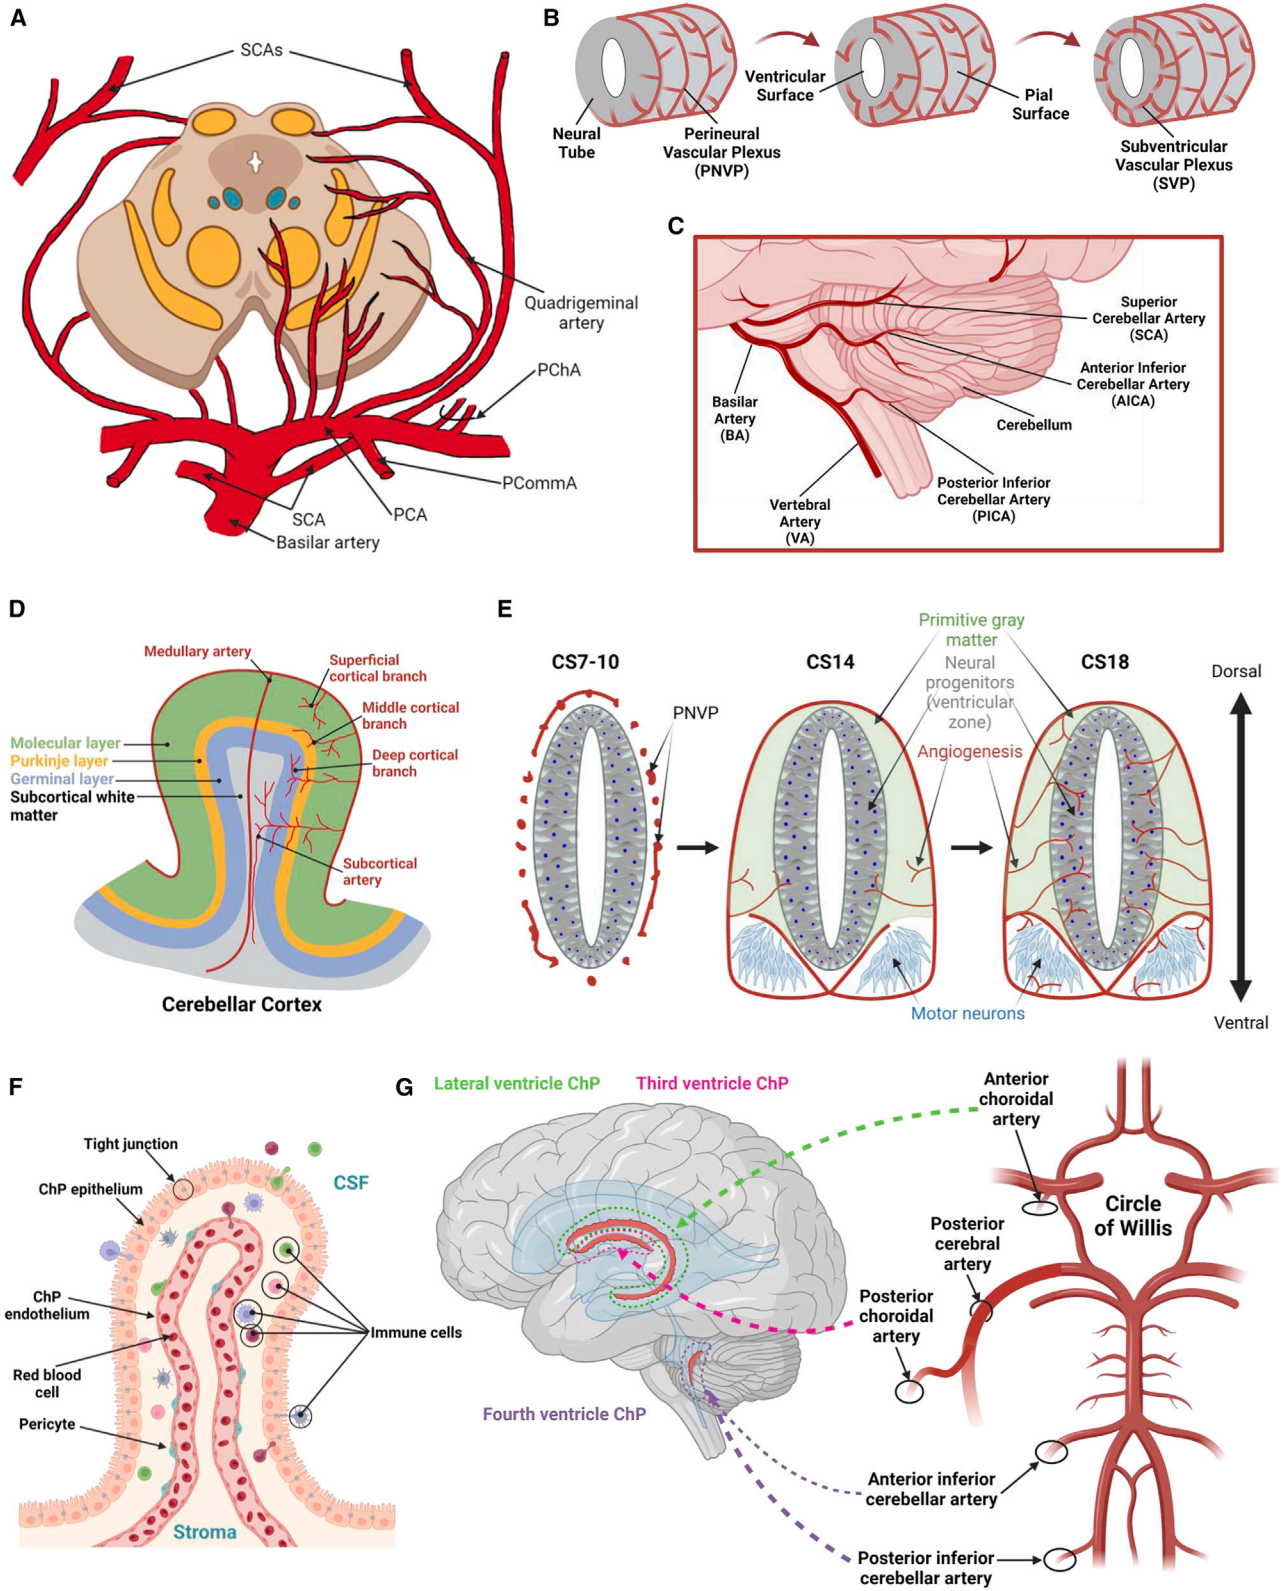 A
SCAs
Quadrigeminal
artery
PChA
PCommA
PCA
SCA
Basilar artery
B
Neural
Tube
Perineural
Vascular Plexus
(PNVP)
Ventricular
Surface
Pial
Surface
Subventricular
Vascular Plexus
(SVP)
C
Superior
Cerebellar Artery
(SCA)
Anterior Inferior
Cerebellar Artery
(AICA)
Cerebellum
Basilar
Artery
(BA)
Vertebral
Artery
(VA)
Posterior Inferior
Cerebellar Artery
(PICA)
D
Medullary artery
Superficial
cortical branch
Middle cortical
branch
Deep cortical
branch
Molecular layer
Purkinje layer
Germinal layer
Subcortical white
matter
Subcortical
artery
Cerebellar Cortex
E
CS7-10
CS14
CS18
PNVP
Primitive gray
matter
Neural
progenitors
(ventricular
zone)
Angiogenesis
Motor neurons
Dorsal
Ventral
F
Tight junction
ChP epithelium
CSF
ChP
endothelium
Immune cells
Red blood
cell
Pericyte
Stroma
G
Lateral ventricle ChP
Third ventricle ChP
Fourth ventricle ChP
Anterior
choroidal
artery
Circle
of Willis
Posterior
cerebral
artery
Posterior
choroidal
artery
Anterior inferior
cerebellar artery
Posterior inferior
cerebellar artery